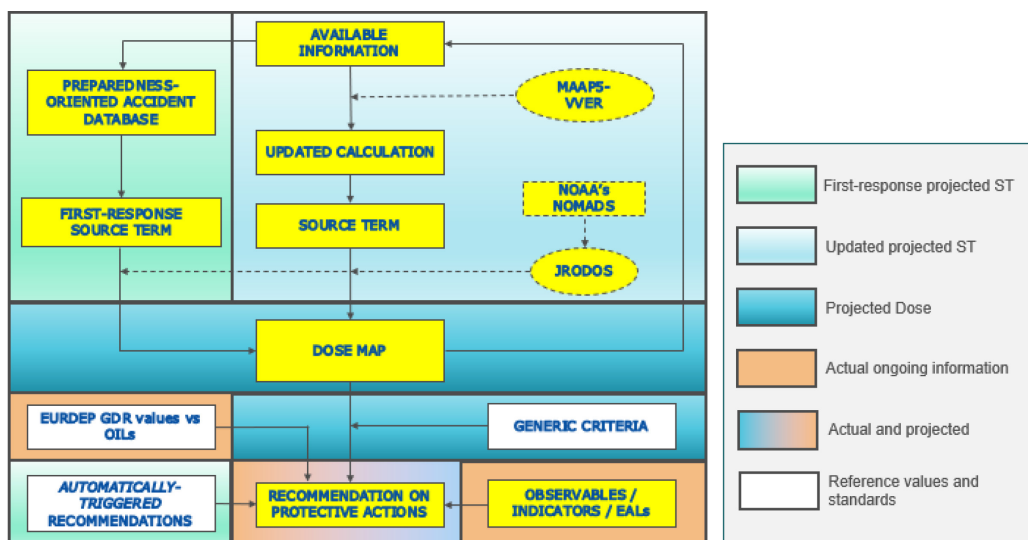 AVAILABLE
INFORMATION
PREPAREDNESS-
ORIENTED ACCIDENT
DATABASE
MAAP5-
VVER
UPDATED CALCULATION
NOAA's
NOMADS
FIRST-RESPONSE
SOURCE TERM
SOURCE TERM
JRODOS
DOSE MAP
EURDEP GDR values vs
OILs
GENERIC CRITERIA
AUTOMATICALLY-
TRIGGERED
RECOMMENDATIONS
RECOMMENDATION ON
PROTECTIVE ACTIONS
OBSERVABLES /
INDICATORS / EALs
First-response projected ST
Updated projected ST
Projected Dose
Actual ongoing information
Actual and projected
Reference values and
standards